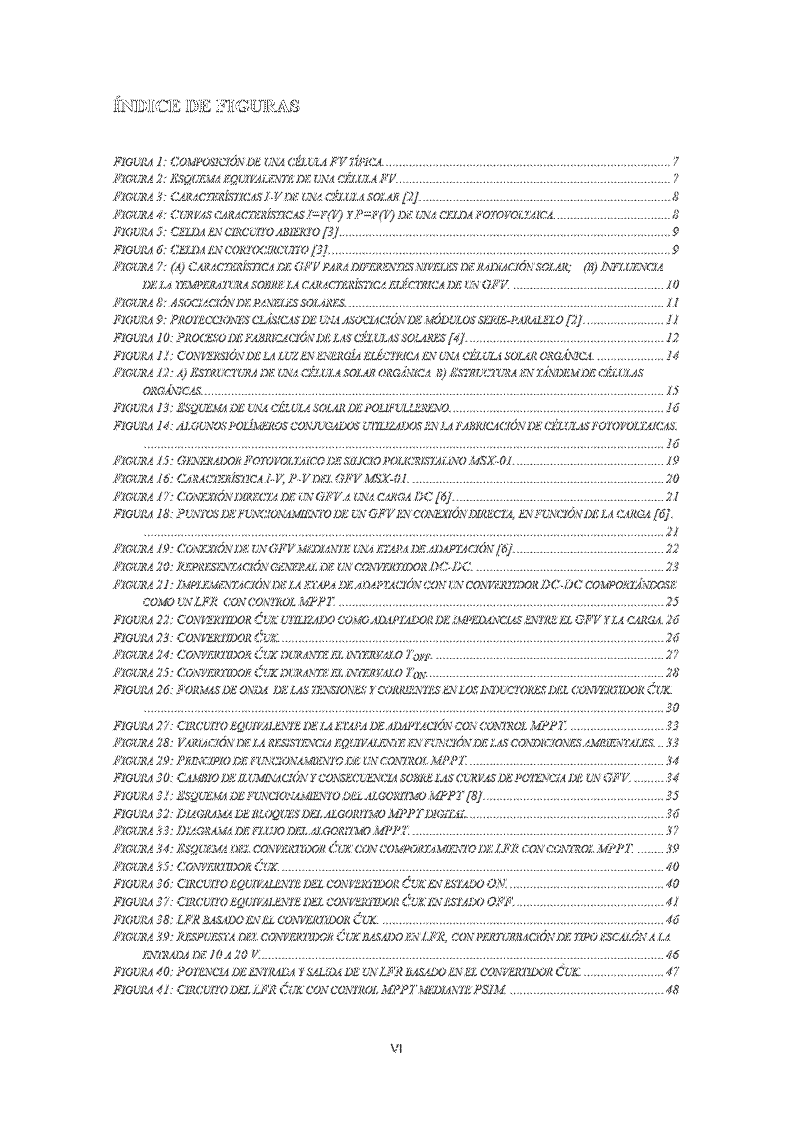 ÍNDICE DE FIGURAS
FIGURA 1: COMPOSICIÓN DE UNA CÉLULA FV TÍPICA. 7
FIGURA 2: ESQUEMA EQUIVALENTE DE UNA CÉLULA FV. 7
FIGURA 3: CARACTERÍSTICAS I-V DE UNA CÉLULA SOLAR [2]. 8
FIGURA 4: CURVAS CARACTERÍSTICAS I=F(V) Y P=F(V) DE UNA CELDA FOTOVOLTAICA. 8
FIGURA 5: CELDA EN CIRCUITO ABIERTO [3]. 9
FIGURA 6: CELDA EN CORTOCIRCUITO [3]. 9
FIGURA 7: (A) CARACTERÍSTICA DE GFV PARA DIFERENTES NIVELES DE RADIACIÓN SOLAR; (B) INFLUENCIA
DE LA TEMPERATURA SOBRE LA CARACTERÍSTICA ELÉCTRICA DE UN GFV. 10
FIGURA 8: ASOCIACIÓN DE PANELES SOLARES. 11
FIGURA 9: PROTECCIONES CLÁSICAS DE UNA ASOCIACIÓN DE MÓDULOS SERIE-PARALELO [2] 11
FIGURA 10: PROCESO DE FABRICACIÓN DE LAS CÉLULAS SOLARES [4]. 12
FIGURA 11: CONVERSIÓN DE LA LUZ EN ENERGÍA ELÉCTRICA EN UNA CÉLULA SOLAR ORGÁNICA. 14
FIGURA 12: A) ESTRUCTURA DE UNA CÉLULA SOLAR ORGÁNICA B) ESTRUCTURA EN TÁNDEM DE CÉLULAS
ORGÁNICAS. 15
FIGURA 13: ESQUEMA DE UNA CÉLULA SOLAR DE POLIFULLERENO. 16
FIGURA 14: ALGUNOS POLÍMEROS CONJUGADOS UTILIZADOS EN LA FABRICACIÓN DE CÉLULAS FOTOVOLTAICAS.
16
FIGURA 15: GENERADOR FOTOVOLTAICO DE SILICIO POLICRISTALINO MSX-01. 19
FIGURA 16: CARACTERÍSTICA I-V, P-V DEL GFV MSX-01. 20
FIGURA 17: CONEXIÓN DIRECTA DE UN GFV A UNA CARGA DC [6]. 21
FIGURA 18: PUNTOS DE FUNCIONAMIENTO DE UN GFV EN CONEXIÓN DIRECTA, EN FUNCIÓN DE LA CARGA [6].
21
FIGURA 19: CONEXIÓN DE UN GFV MEDIANTE UNA ETAPA DE ADAPTACIÓN [6]. 22
FIGURA 20: REPRESENTACIÓN GENERAL DE UN CONVERTIDOR DC-DC. 23
FIGURA 21: IMPLEMENTACIÓN DE LA ETAPA DE ADAPTACIÓN CON UN CONVERTIDOR DC-DC COMPORTÁNDOSE
COMO UN LFR CON CONTROL MPPT. 25
FIGURA 22: CONVERTIDOR ĆUK UTILIZADO COMO ADAPTADOR DE IMPEDANCIAS ENTRE EL GFV Y LA CARGA. 26
FIGURA 23: CONVERTIDOR ĆUK. 26
FIGURA 24: CONVERTIDOR ĆUK DURANTE EL INTERVALO TOFF. 27
FIGURA 25: CONVERTIDOR ĆUK DURANTE EL INTERVALO TON. 28
FIGURA 26: FORMAS DE ONDA DE LAS TENSIONES Y CORRIENTES EN LOS INDUCTORES DEL CONVERTIDOR ĆUK.
30
FIGURA 27: CIRCUITO EQUIVALENTE DE LA ETAPA DE ADAPTACIÓN CON CONTROL MPPT. 33
FIGURA 28: VARIACIÓN DE LA RESISTENCIA EQUIVALENTE EN FUNCIÓN DE LAS CONDICIONES AMBIENTALES. 33
FIGURA 29: PRINCIPIO DE FUNCIONAMIENTO DE UN CONTROL MPPT. 34
FIGURA 30: CAMBIO DE ILUMINACIÓN Y CONSECUENCIA SOBRE LAS CURVAS DE POTENCIA DE UN GFV. 34
FIGURA 31: ESQUEMA DE FUNCIONAMIENTO DEL ALGORITMO MPPT [8] 35
FIGURA 32: DIAGRAMA DE BLOQUES DEL ALGORITMO MPPT DIGITAL. 36
FIGURA 33: DIAGRAMA DE FLUJO DEL ALGORITMO MPPT. 37
FIGURA 34: ESQUEMA DEL CONVERTIDOR ĆUK CON COMPORTAMIENTO DE LFR CON CONTROL MPPT. 39
FIGURA 35: CONVERTIDOR ĆUK. 40
FIGURA 36: CIRCUITO EQUIVALENTE DEL CONVERTIDOR ĆUK EN ESTADO ON. 40
FIGURA 37: CIRCUITO EQUIVALENTE DEL CONVERTIDOR ĆUK EN ESTADO OFF. 41
FIGURA 38: LFR BASADO EN EL CONVERTIDOR ĆUK. 46
FIGURA 39: RESPUESTA DEL CONVERTIDOR ĆUK BASADO EN LFR, CON PERTURBACIÓN DE TIPO ESCALÓN A LA
ENTRADA DE 10 A 20 V. 46
FIGURA 40: POTENCIA DE ENTRADA Y SALIDA DE UN LFR BASADO EN EL CONVERTIDOR ĆUK. 47
FIGURA 41: CIRCUITO DEL LFR ĆUK CON CONTROL MPPT MEDIANTE PSIM. 48
VI